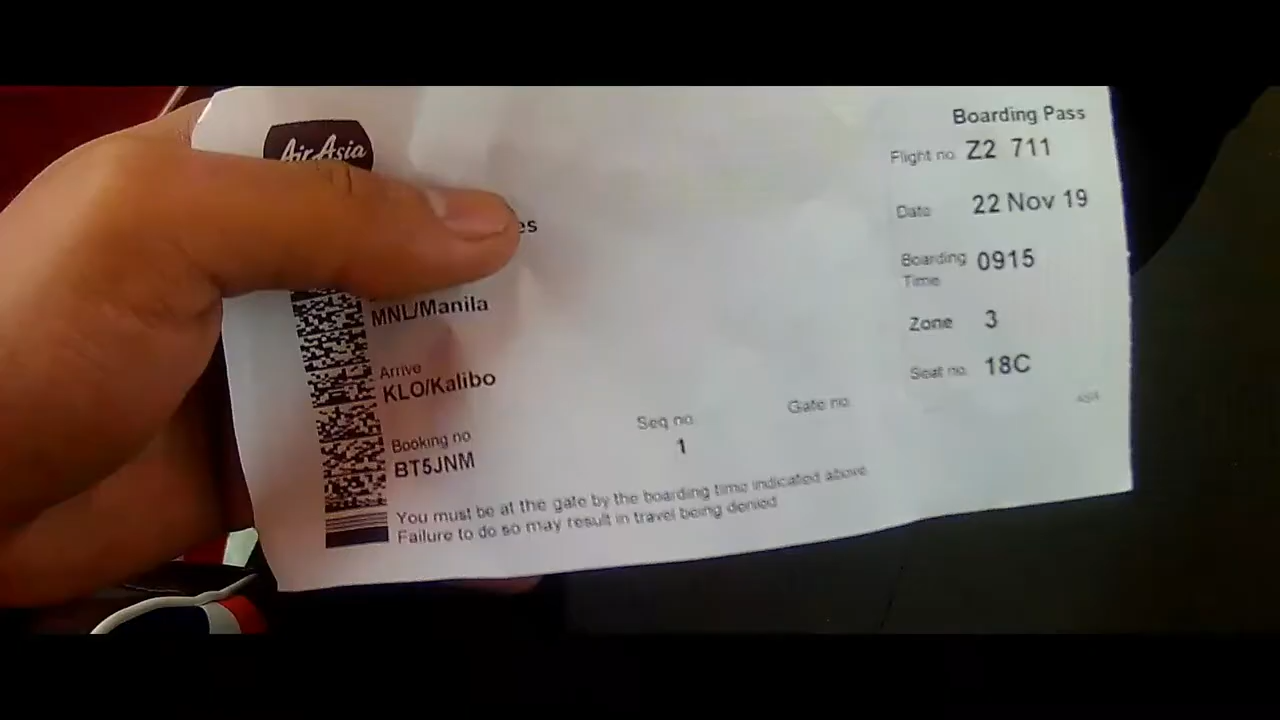 Boarding Pass
AirAsia
Flight no. Z2 711
Date 22 Nov 19
es
Boarding Time 0915
MNL/Manila
Zone 3
Arrive
KLO/Kalibo
Seat no. 18C
Booking no
BT5JNM
Seq no.
1
Gate no.
You must be at the gate by the boarding time indicated above.
Failure to do so may result in travel being denied